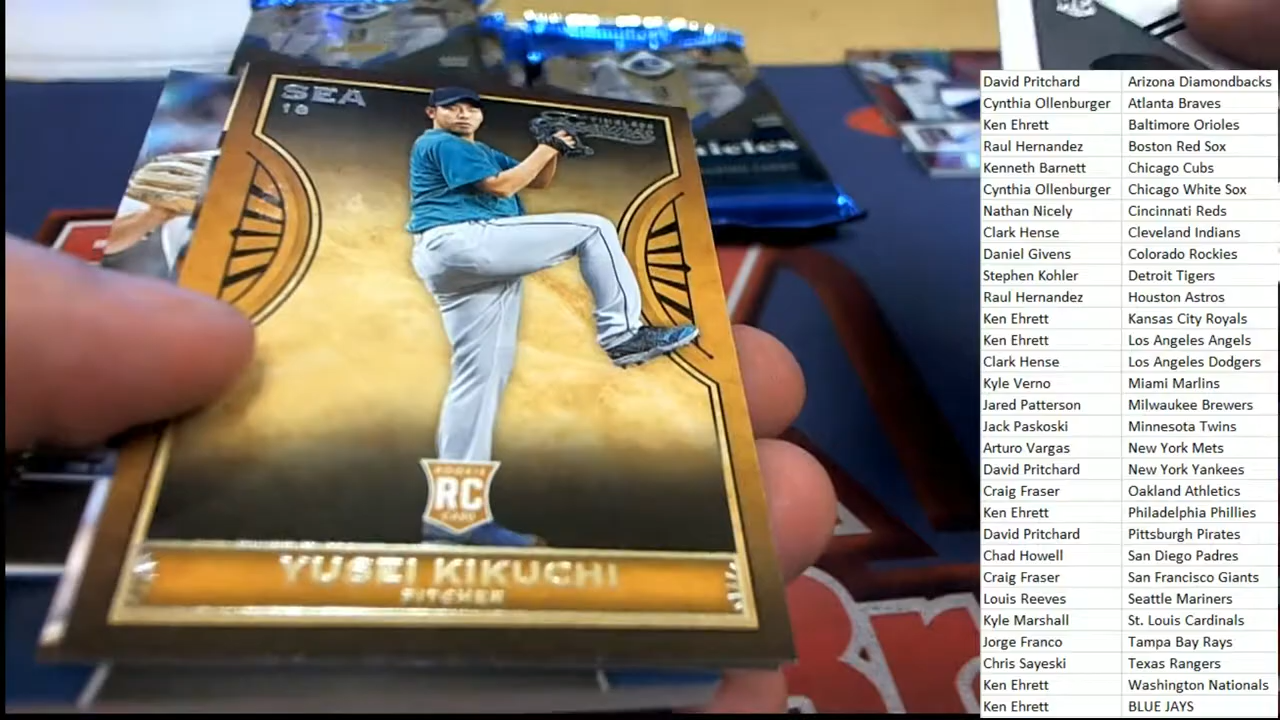 SEA
18
TIMELESS
TREASURES
ROOKIE
RC
CARD
YUSEI KIKUCHI
PITCHER
David Pritchard Arizona Diamondbacks
Cynthia Ollenburger Atlanta Braves
Ken Ehrett Baltimore Orioles
Raul Hernandez Boston Red Sox
Kenneth Barnett Chicago Cubs
Cynthia Ollenburger Chicago White Sox
Nathan Nicely Cincinnati Reds
Clark Hense Cleveland Indians
Daniel Givens Colorado Rockies
Stephen Kohler Detroit Tigers
Raul Hernandez Houston Astros
Ken Ehrett Kansas City Royals
Ken Ehrett Los Angeles Angels
Clark Hense Los Angeles Dodgers
Kyle Verno Miami Marlins
Jared Patterson Milwaukee Brewers
Jack Paskoski Minnesota Twins
Arturo Vargas New York Mets
David Pritchard New York Yankees
Craig Fraser Oakland Athletics
Ken Ehrett Philadelphia Phillies
David Pritchard Pittsburgh Pirates
Chad Howell San Diego Padres
Craig Fraser San Francisco Giants
Louis Reeves Seattle Mariners
Kyle Marshall St. Louis Cardinals
Jorge Franco Tampa Bay Rays
Chris Sayeski Texas Rangers
Ken Ehrett Washington Nationals
Ken Ehrett BLUE JAYS